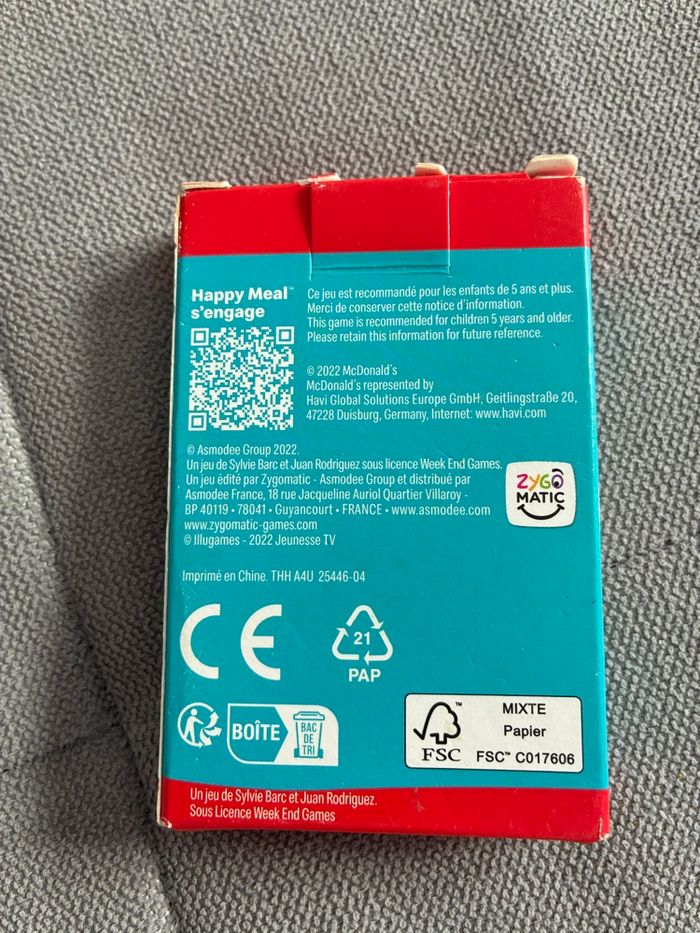 Happy Meal™
s'engage
Ce jeu est recommandé pour les enfants de 5 ans et plus.
Merci de conserver cette notice d'information.
This game is recommended for children 5 years and older.
Please retain this information for future reference.
© 2022 McDonald's
McDonald's represented by
Havi Global Solutions Europe GmbH, Geitlingstraße 20,
47228 Duisburg, Germany, Internet: www.havi.com
© Asmodee Group 2022.
Un jeu de Sylvie Barc et Juan Rodriguez sous licence Week End Games.
Un jeu édité par Zygomatic - Asmodee Group et distribué par
Asmodee France, 18 rue Jacqueline Auriol Quartier Villaroy -
BP 40119 • 78041 • Guyancourt • FRANCE • www.asmodee.com
www.zygomatic-games.com
© Illugames - 2022 Jeunesse TV
ZYGO
MATIC
Imprimé en Chine. THH A4U 25446-04
CE
21
PAP
BOÎTE
BAC
DE
TRI
FSC™
MIXTE
Papier
FSC™ C017606
Un jeu de Sylvie Barc et Juan Rodriguez.
Sous Licence Week End Games